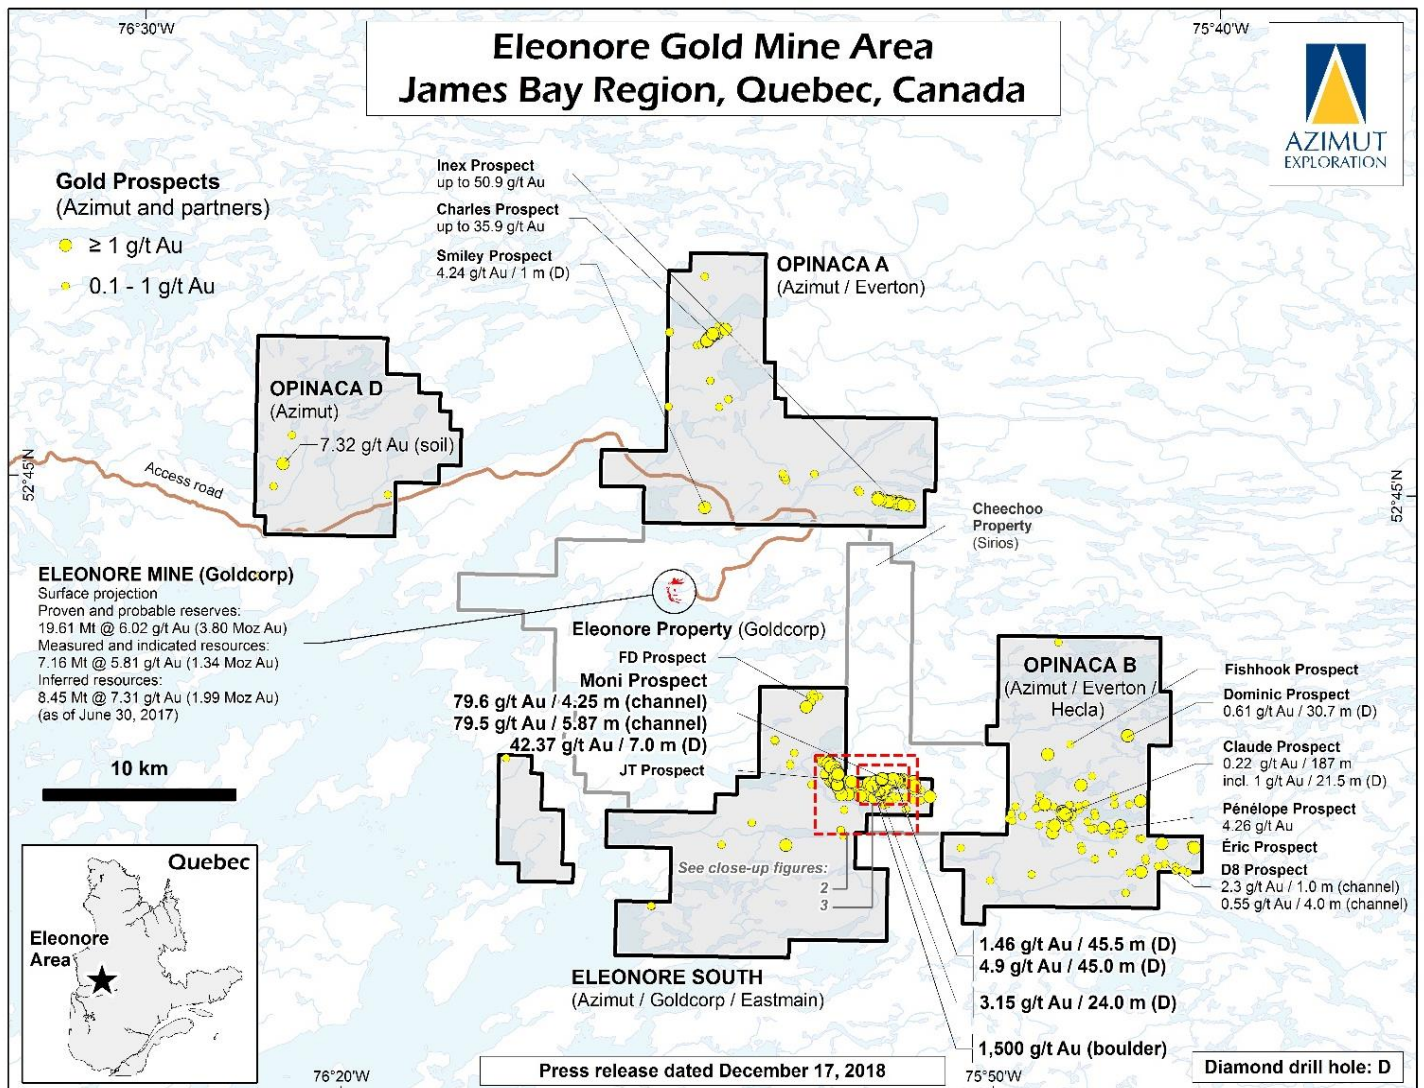 76°30'W
75°40'W
Eleonore Gold Mine Area
James Bay Region, Quebec, Canada
AZIMUT
EXPLORATION
Gold Prospects
(Azimut and partners)
≥ 1 g/t Au
0.1 - 1 g/t Au
Inex Prospect
up to 50.9 g/t Au
Charles Prospect
up to 35.9 g/t Au
Smiley Prospect
4.24 g/t Au / 1 m (D)
OPINACA A
(Azimut / Everton)
OPINACA D
(Azimut)
7.32 g/t Au (soil)
Access road
52°45'N
52°45'N
Cheechoo
Property
(Sirios)
ELEONORE MINE (Goldcorp)
Surface projection
Proven and probable reserves:
19.61 Mt @ 6.02 g/t Au (3.80 Moz Au)
Measured and indicated resources:
7.16 Mt @ 5.81 g/t Au (1.34 Moz Au)
Inferred resources:
8.45 Mt @ 7.31 g/t Au (1.99 Moz Au)
(as of June 30, 2017)
Eleonore Property (Goldcorp)
FD Prospect
Moni Prospect
79.6 g/t Au / 4.25 m (channel)
79.5 g/t Au / 5.87 m (channel)
42.37 g/t Au / 7.0 m (D)
JT Prospect
OPINACA B
(Azimut / Everton /
Hecla)
Fishhook Prospect
Dominic Prospect
0.61 g/t Au / 30.7 m (D)
Claude Prospect
0.22 g/t Au / 187 m
incl. 1 g/t Au / 21.5 m (D)
Pénélope Prospect
4.26 g/t Au
Éric Prospect
D8 Prospect
2.3 g/t Au / 1.0 m (channel)
0.55 g/t Au / 4.0 m (channel)
10 km
See close-up figures:
2
3
Quebec
Eleonore
Area
ELEONORE SOUTH
(Azimut / Goldcorp / Eastmain)
1.46 g/t Au / 45.5 m (D)
4.9 g/t Au / 45.0 m (D)
3.15 g/t Au / 24.0 m (D)
1,500 g/t Au (boulder)
76°20'W
Press release dated December 17, 2018
75°50'W
Diamond drill hole: D